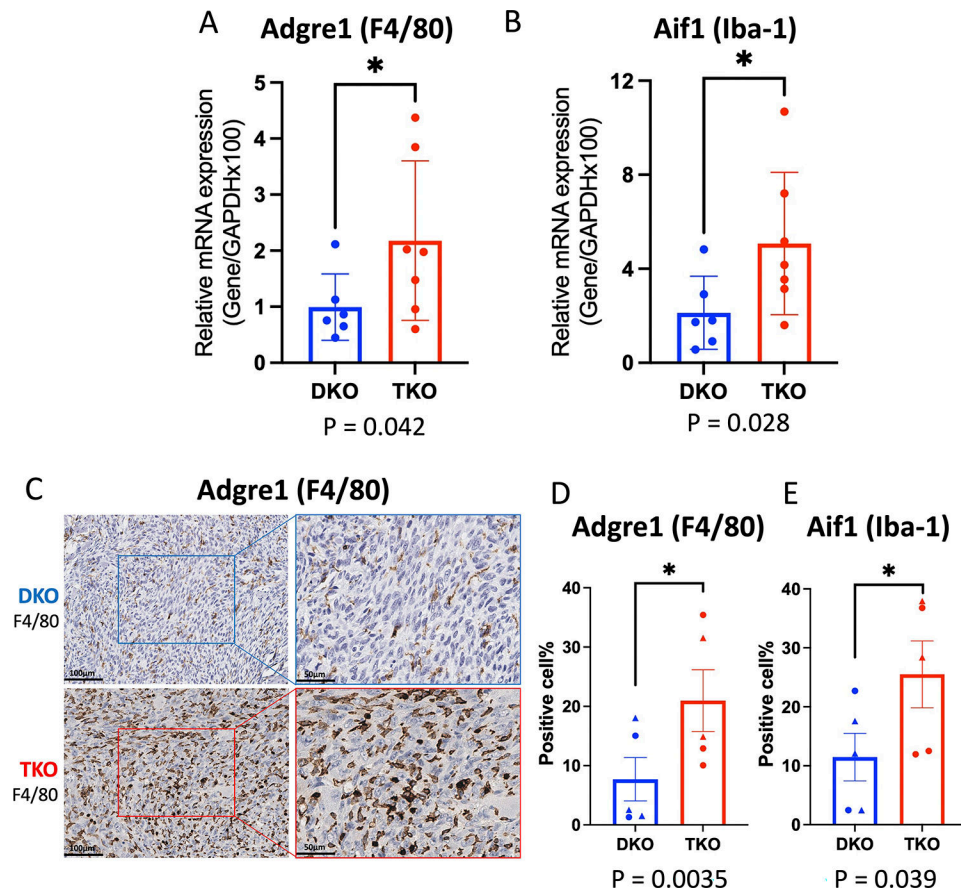 A
Adgre1 (F4/80)
*
Relative mRNA expression
(Gene/GAPDHx100)
5
4
3
2
1
0
DKO
TKO
P = 0.042
B
Aif1 (Iba-1)
*
Relative mRNA expression
(Gene/GAPDHx100)
12
8
4
0
DKO
TKO
P = 0.028
C
Adgre1 (F4/80)
DKO
F4/80
100μm
50μm
TKO
F4/80
100μm
50μm
D
Adgre1 (F4/80)
*
Positive cell%
40
30
20
10
0
DKO
TKO
P = 0.0035
E
Aif1 (Iba-1)
*
Positive cell%
40
30
20
10
0
DKO
TKO
P = 0.039